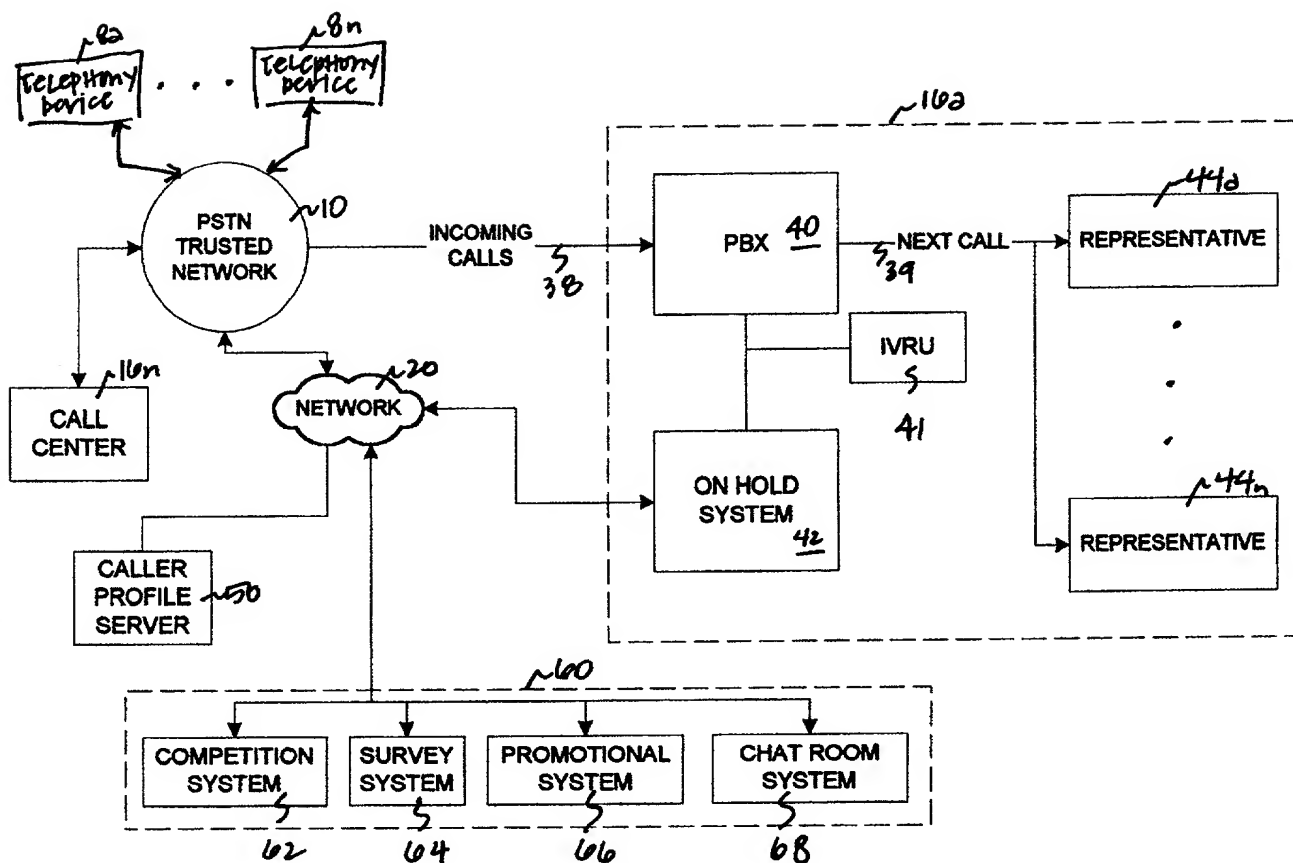 ~8a
~8n
TELEPHONY
DEVICE
. . .
TELEPHONY
DEVICE
~16a
PSTN
TRUSTED
NETWORK
~10
INCOMING
CALLS
38
PBX 40
NEXT CALL
39
~44a
REPRESENTATIVE
IVRU
41
~16n
CALL
CENTER
~20
NETWORK
ON HOLD
SYSTEM
42
~44n
REPRESENTATIVE
CALLER
PROFILE
SERVER
~50
~60
COMPETITION
SYSTEM
62
SURVEY
SYSTEM
64
PROMOTIONAL
SYSTEM
66
CHAT ROOM
SYSTEM
68